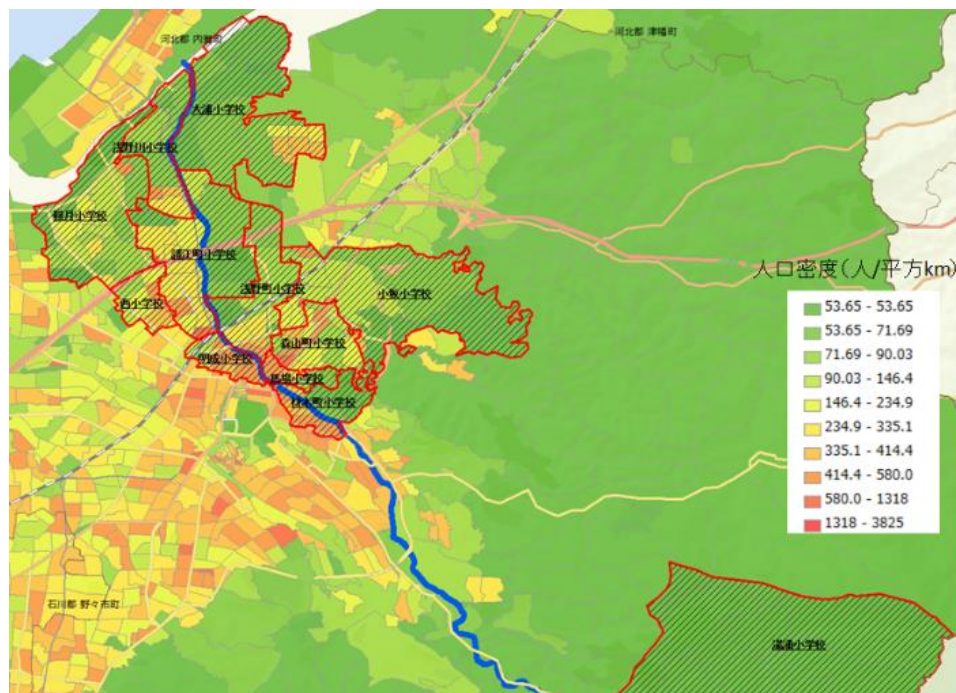 河北郡 内灘町
河北郡 津幡町
大浦小学校
浅野川小学校
鞍月小学校
諸江町小学校
浅野町小学校
小坂小学校
西小学校
森山町小学校
明成小学校
馬場小学校
材木町小学校
石川郡 野々市町
湯涌小学校
人口密度(人/平方km)
53.65 - 53.65
53.65 - 71.69
71.69 - 90.03
90.03 - 146.4
146.4 - 234.9
234.9 - 335.1
335.1 - 414.4
414.4 - 580.0
580.0 - 1318
1318 - 3825